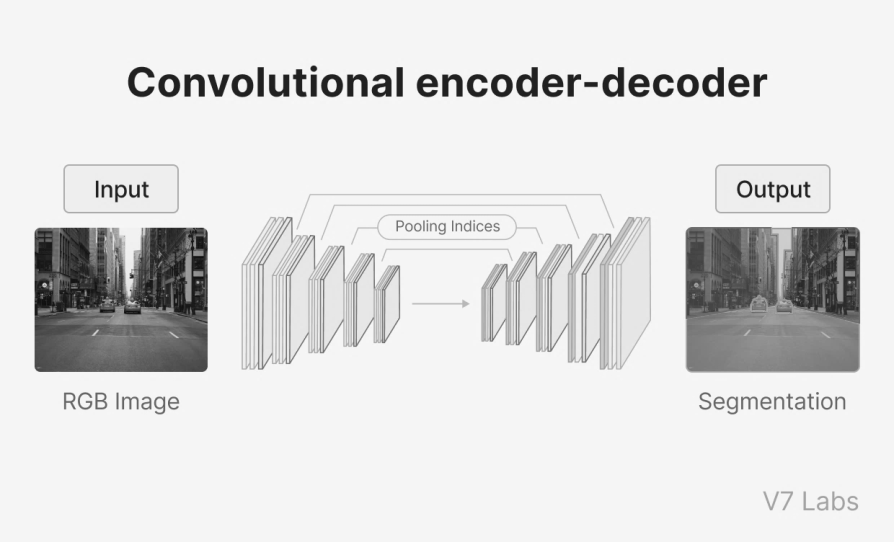 Convolutional encoder-decoder
Input
Output
Pooling Indices
RGB Image
Segmentation
V7 Labs